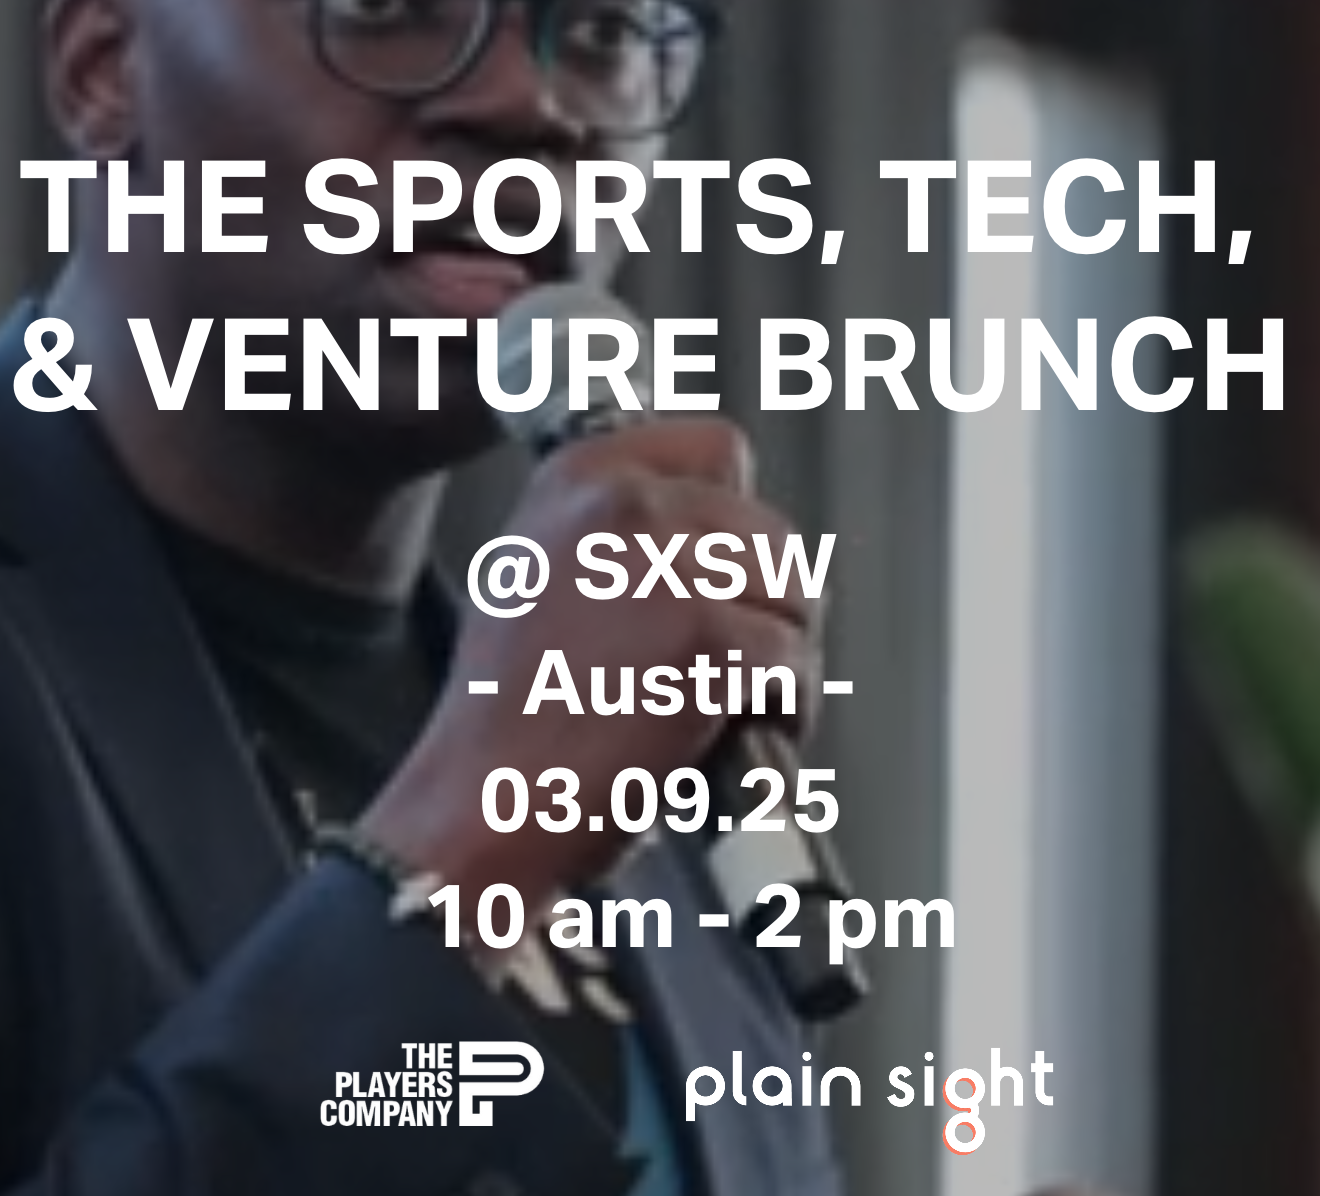 THE SPORTS, TECH,
& VENTURE BRUNCH
@ SXSW
- Austin -
03.09.25
10 am - 2 pm
THE
PLAYERS
COMPANY
plain sight